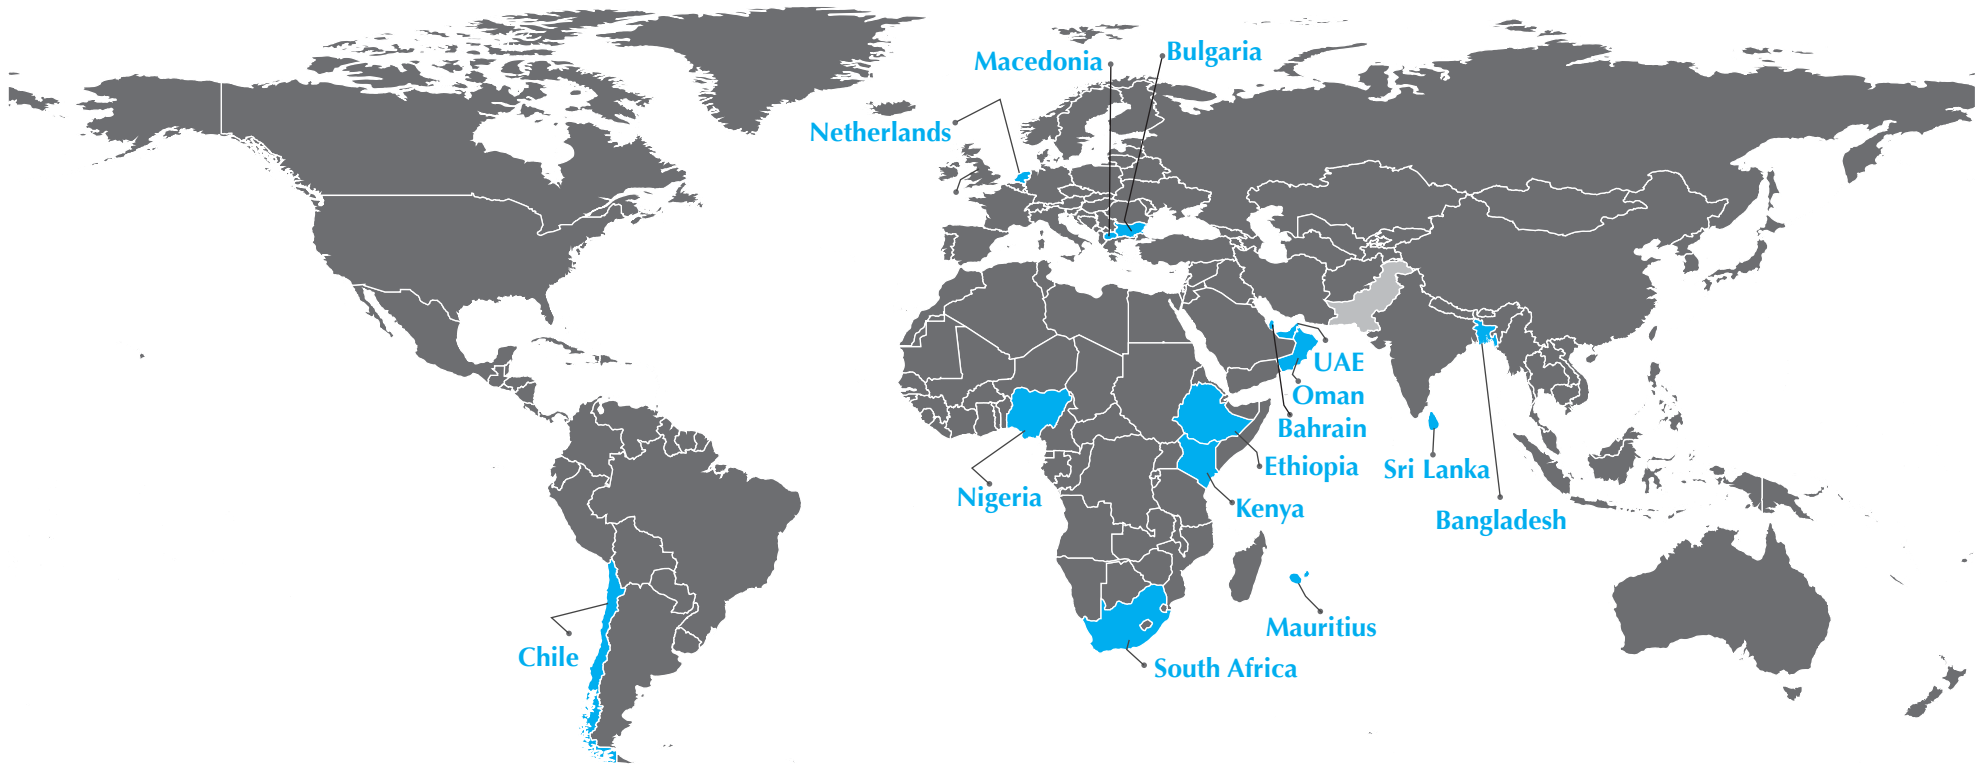 Bulgaria
Macedonia
Netherlands
UAE
Oman
Bahrain
Ethiopia
Sri Lanka
Nigeria
Kenya
Bangladesh
Mauritius
Chile
South Africa